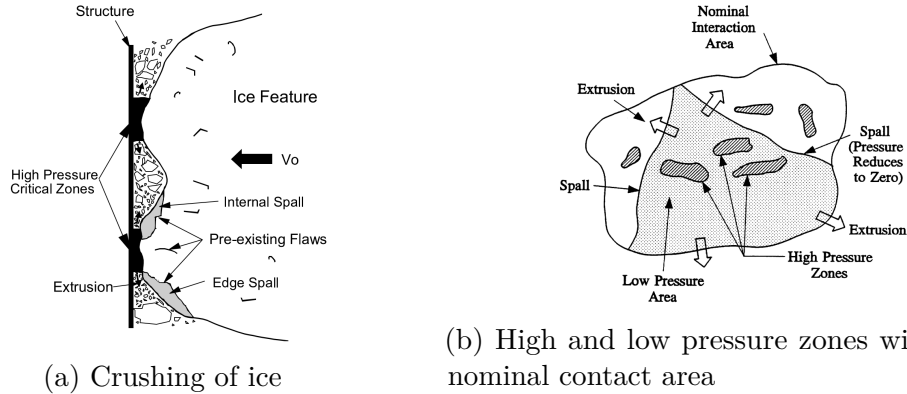 Structure
Ice Feature
Vo
High Pressure
Critical Zones
Internal Spall
Pre-existing Flaws
Extrusion
Edge Spall
(a) Crushing of ice
Nominal
Interaction
Area
Extrusion
Spall
(Pressure
Reduces
to Zero)
Spall
Extrusion
Low Pressure
Area
High Pressure
Zones
(b) High and low pressure zones wi
nominal contact area